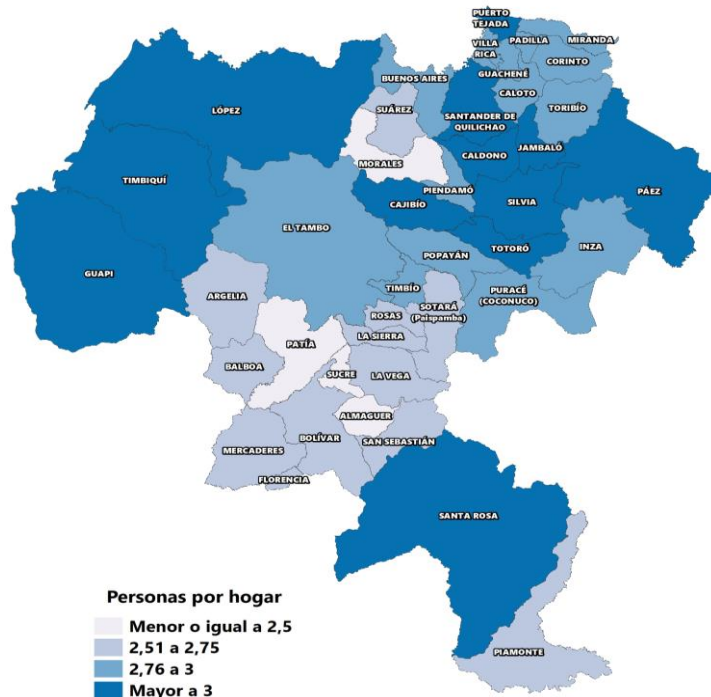 PUERTO
TEJADA
VILLA
RICA
PADILLA
MIRANDA
CORINTO
GUACHENÉ
BUENOS AIRES
CALOTO
TORIBÍO
LÓPEZ
SUÁREZ
SANTANDER DE
QUILICHAO
JAMBALÓ
CALDONO
MORALES
TIMBIQUÍ
PIENDAMÓ
PÁEZ
CAJIBÍO
SILVIA
EL TAMBO
TOTORÓ
INZA
POPAYÁN
GUAPI
TIMBÍO
PURACÉ
(COCONUCO)
ARGELIA
SOTARÁ
(Paispamba)
ROSAS
LA SIERRA
PATÍA
BALBOA
SUCRE
LA VEGA
ALMAGUER
BOLÍVAR
SAN SEBASTIÁN
MERCADERES
FLORENCIA
SANTA ROSA
PIAMONTE
Personas por hogar
Menor o igual a 2,5
2,51 a 2,75
2,76 a 3
Mayor a 3